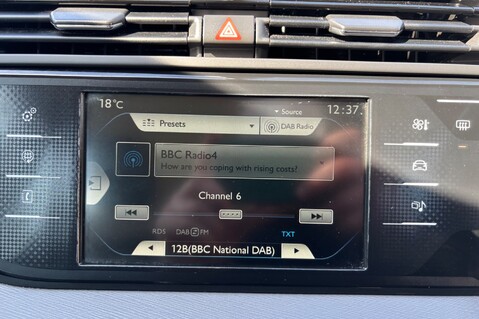 18°C
Source
12:37
Presets
DAB Radio
BBC Radio4
How are you coping with rising costs?
Channel 6
RDS DAB FM TXT
12B(BBC National DAB)